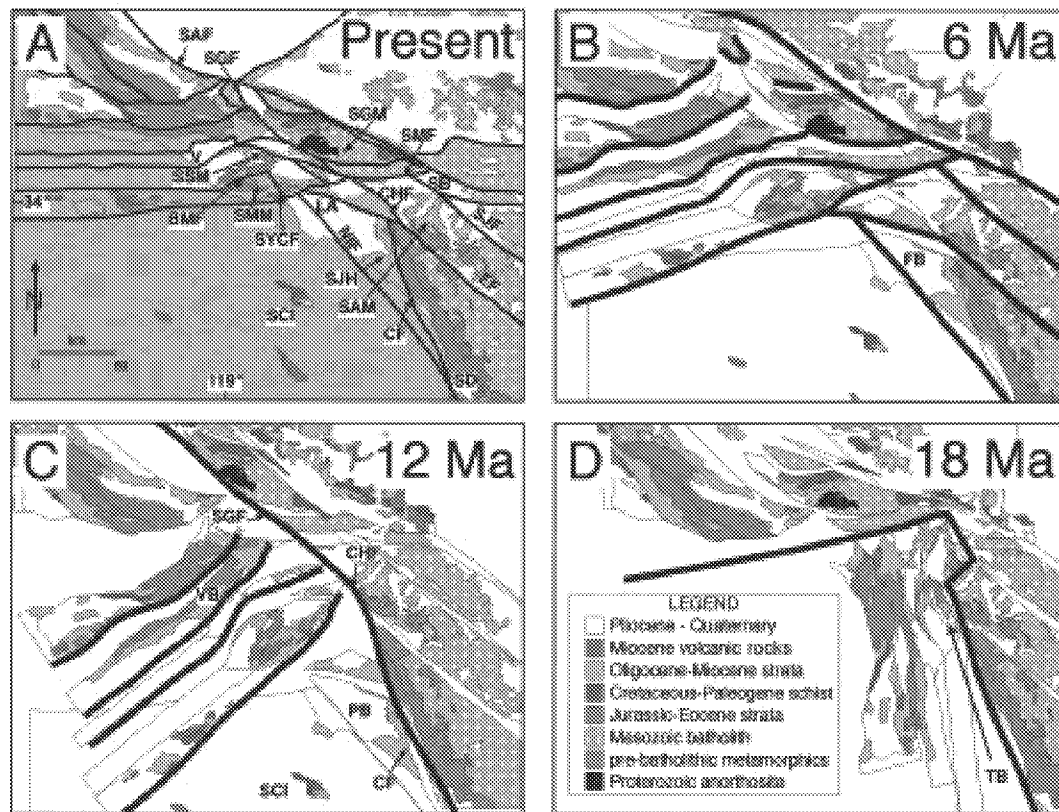 A
Present
SAF
SGF
SGM
SMF
SSM
SB
CHF
34°
BMF
SMM
LA
SYCF
SJH
SAM
SCI
CF
119°
SD
B
6 Ma
FB
C
12 Ma
SGF
CHF
VB
PB
SCI
CF
D
18 Ma
LEGEND
Pliocene - Quaternary
Miocene volcanic rocks
Oligocene-Miocene strata
Cretaceous-Paleogene schist
Jurassic-Eocene strata
Mesozoic batholith
pre-batholithic metamorphics
Proterozoic anorthosite
TB